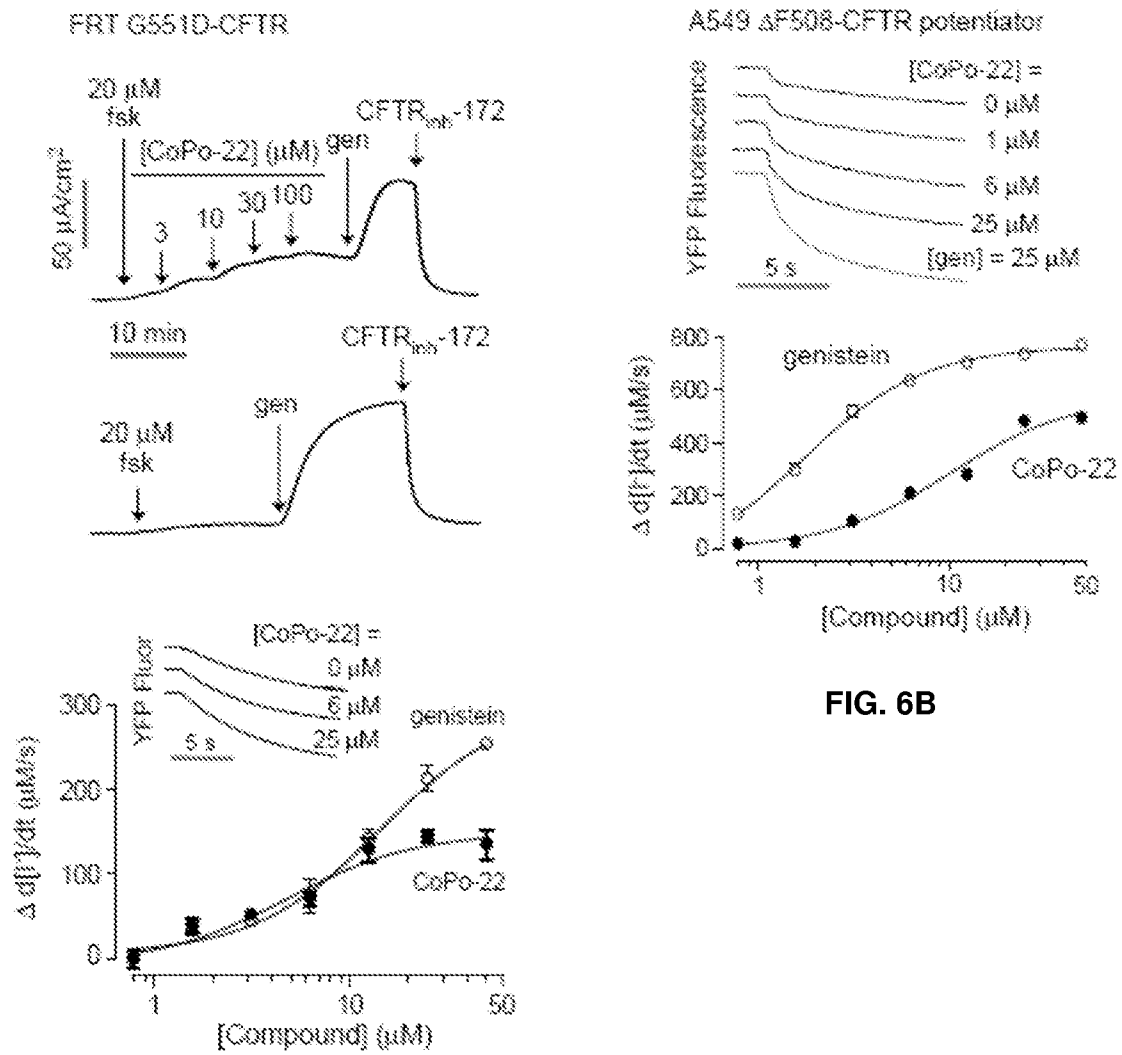 FRT G551D-CFTR
20 μM
fsk
[CoPo-22] (μM)
gen
CFTRinh-172
3
10
30
100
50 μA/cm2
10 min
CFTRinh-172
gen
20 μM
fsk
[CoPo-22] =
0 μM
6 μM
25 μM
YFP Fluor
5 s
genistein
CoPo-22
300
200
100
0
Δ d[I-]/dt (μM/s)
1
10
50
[Compound] (μM)
A549 ΔF508-CFTR potentiator
[CoPo-22] =
0 μM
1 μM
6 μM
25 μM
[gen] = 25 μM
YFP Fluorescence
5 s
800
600
400
200
0
genistein
CoPo-22
Δ d[I-]/dt (μM/s)
1
10
50
[Compound] (μM)
FIG. 6B